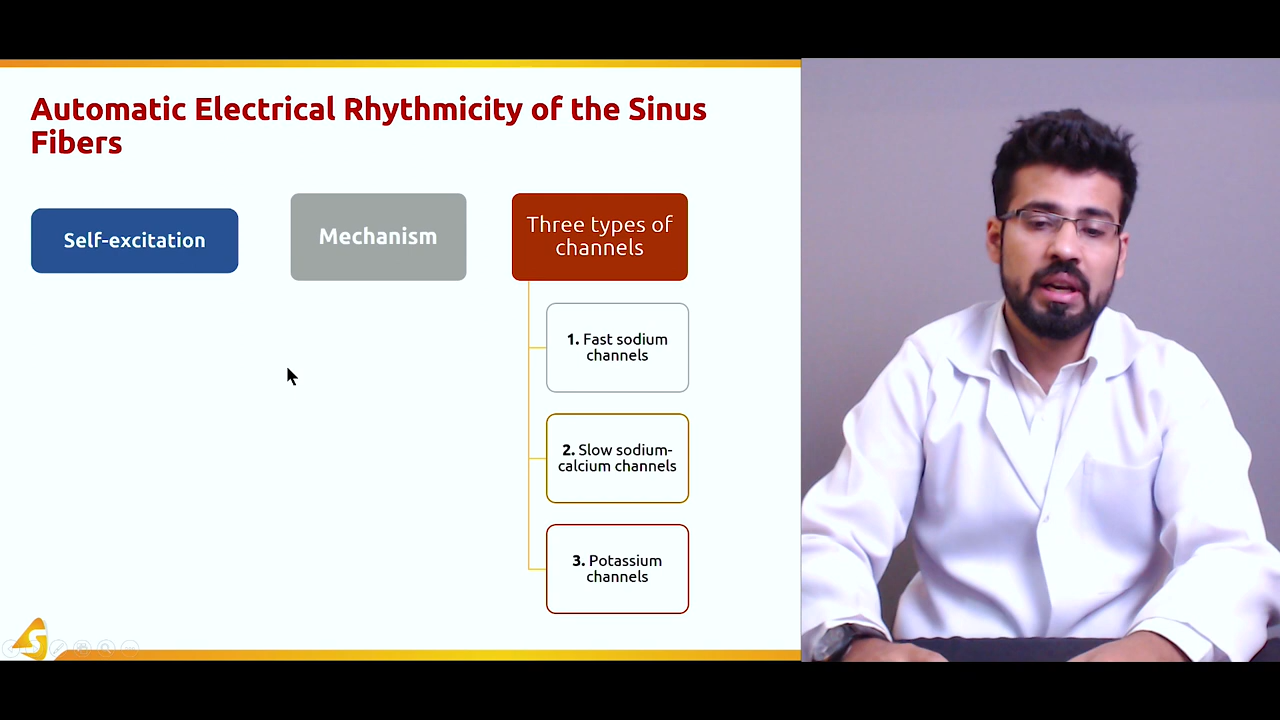 Automatic Electrical Rhythmicity of the Sinus
Fibers
Self-excitation
Mechanism
Three types of
channels
1. Fast sodium
channels
2. Slow sodium-
calcium channels
3. Potassium
channels
S